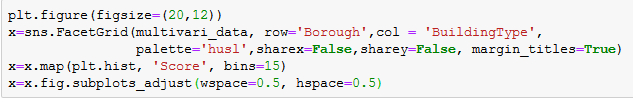 plt.figure(figsize=(20,12))
x=sns.FacetGrid(multivari_data, row='Borough',col = 'BuildingType',
palette='husl',sharex=False,sharey=False, margin_titles=True)
x=x.map(plt.hist, 'Score', bins=15)
x=x.fig.subplots_adjust(wspace=0.5, hspace=0.5)